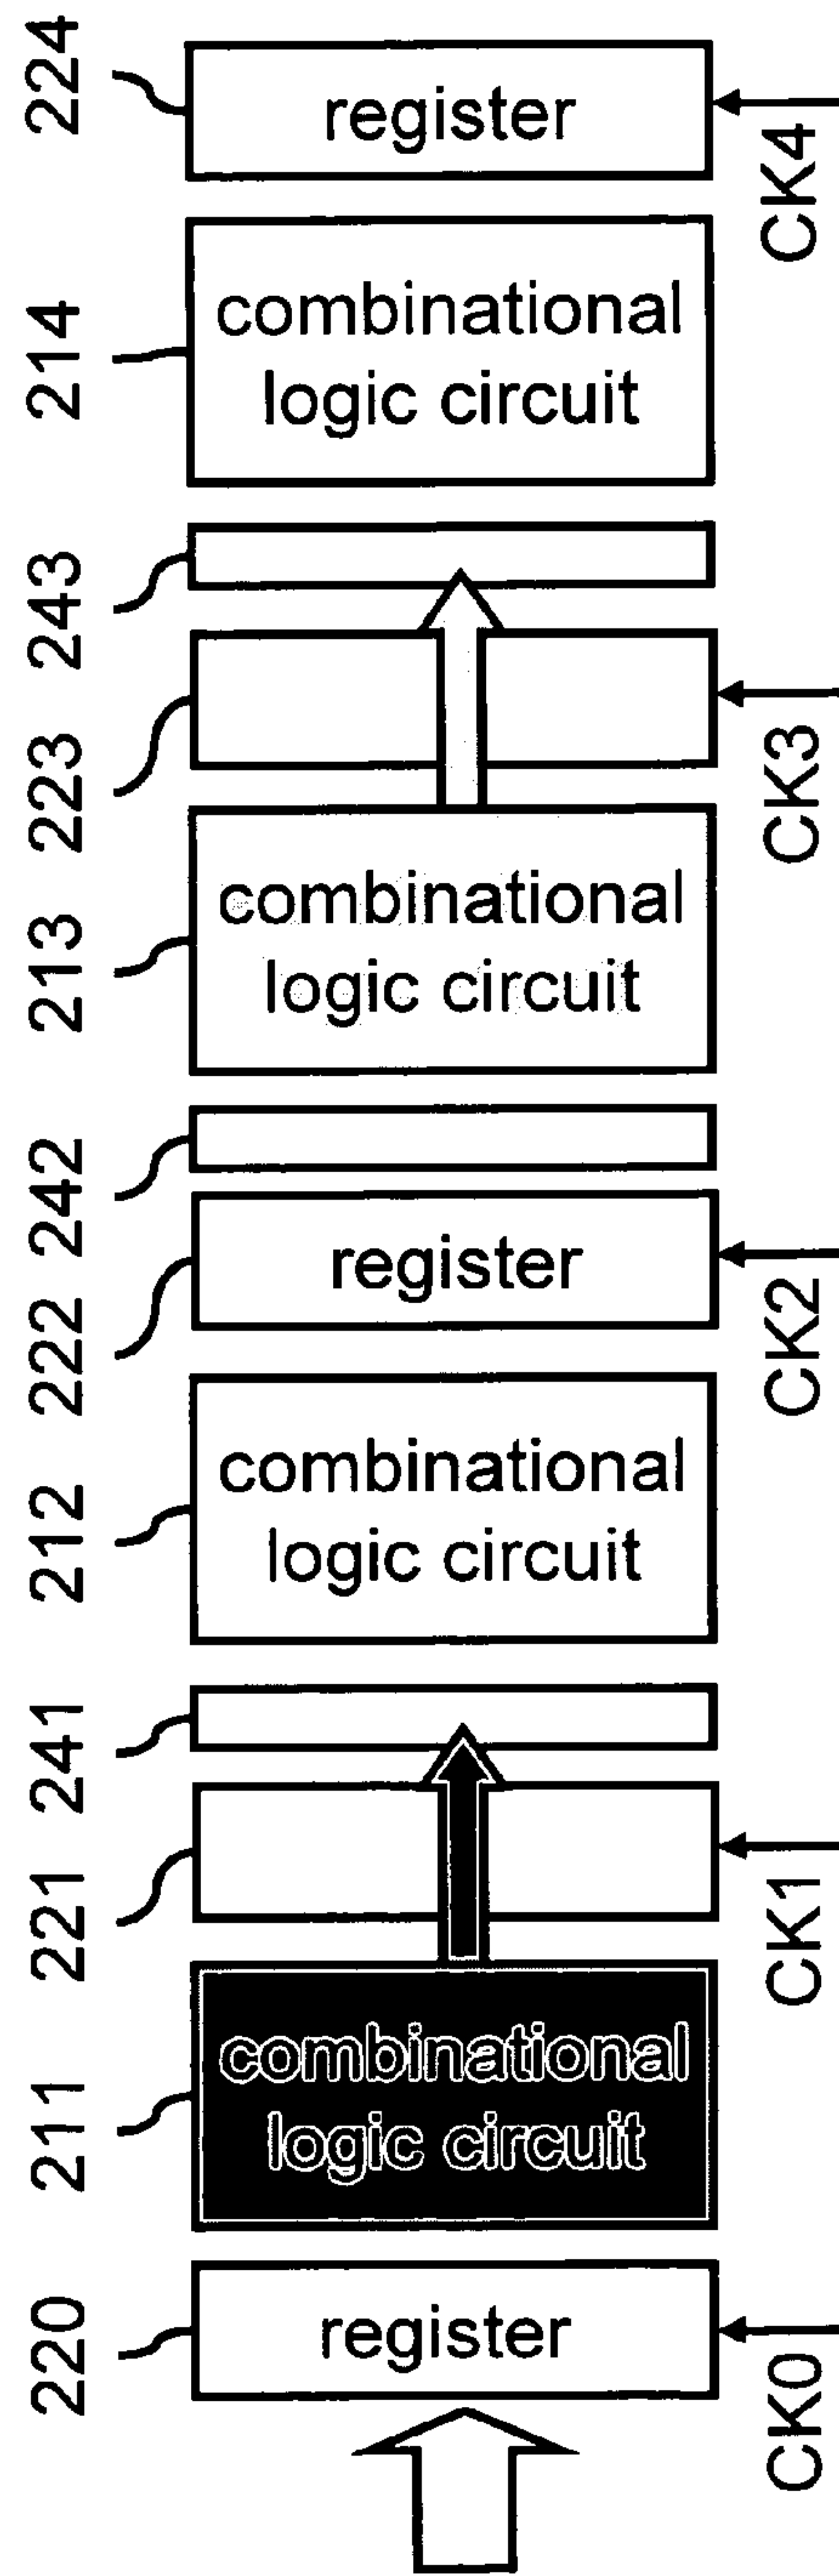 224
register
CK4
214
combinational
logic circuit
243
223
CK3
213
combinational
logic circuit
242
222
register
CK2
212
combinational
logic circuit
241
221
CK1
211
combinational
logic circuit
220
register
CK0